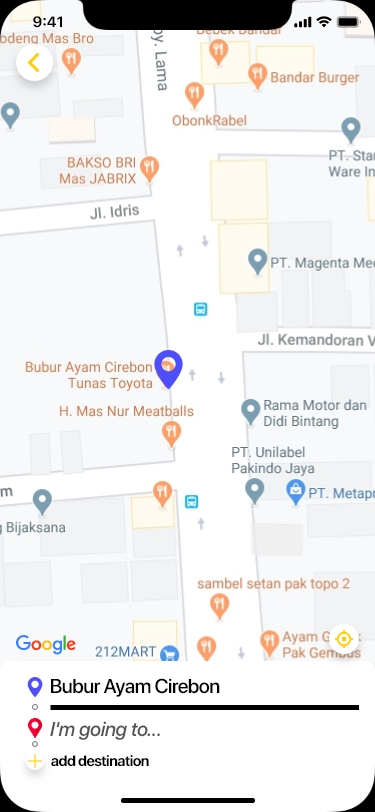 9:41
odeng Mas Bro
by. Lama
Bebek Bandar
Bandar Burger
ObonkRabel
PT. Star
Ware In
BAKSO BRI
Mas JABRIX
Jl. Idris
PT. Magenta Med
Jl. Kemandoran V
Bubur Ayam Cirebon
Tunas Toyota
Rama Motor dan
Didi Bintang
H. Mas Nur Meatballs
PT. Unilabel
Pakindo Jaya
m
PT. Metapr
g Bijaksana
sambel setan pak topo 2
Google
212MART
Ayam G
k
Pak Gembus
Bubur Ayam Cirebon
I'm going to...
add destination